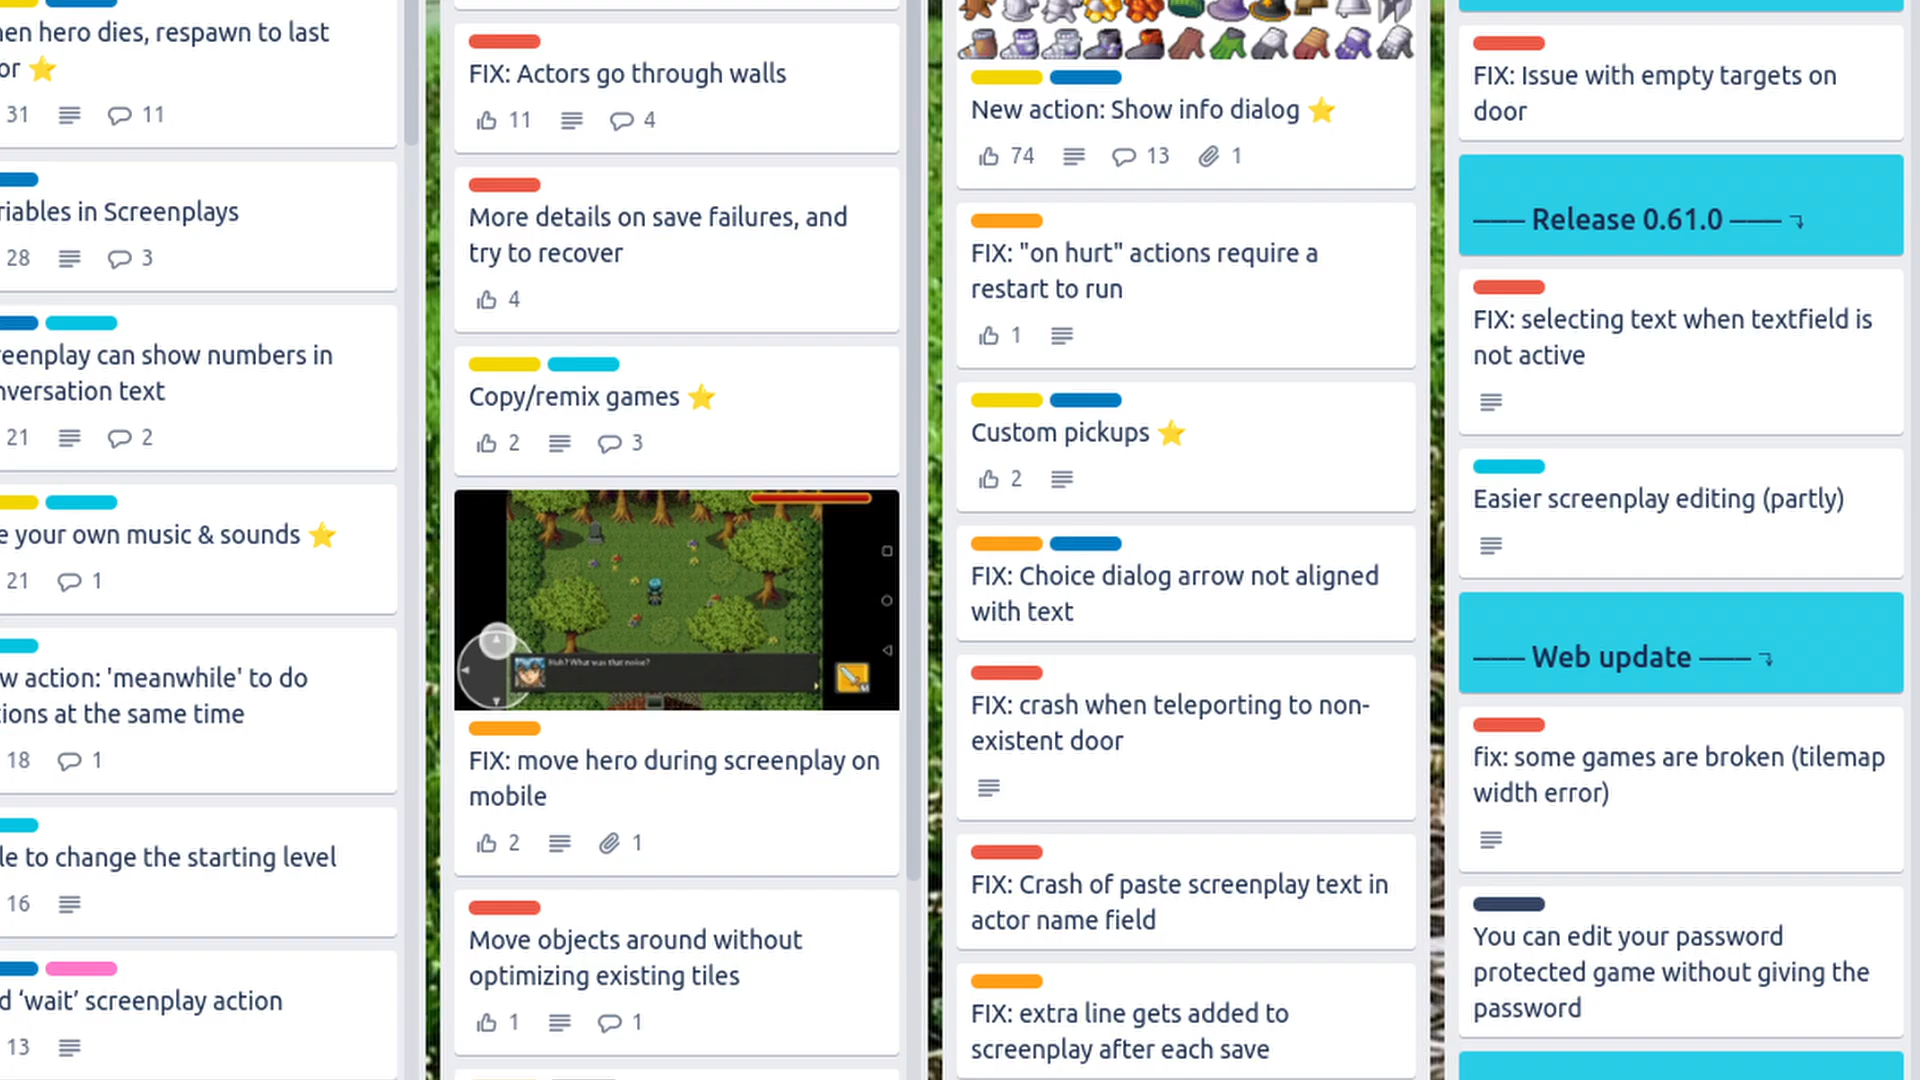 en hero dies, respawn to last
or
31 11
riables in Screenplays
28 3
reenplay can show numbers in
nversation text
21 2
e your own music & sounds
21 1
w action: 'meanwhile' to do
tions at the same time
18 1
le to change the starting level
16
d ‘wait’ screenplay action
13
FIX: Actors go through walls
11 4
More details on save failures, and
try to recover
4
Copy/remix games
2 3
Huh? What was that noise?
FIX: move hero during screenplay on
mobile
2 1
Move objects around without
optimizing existing tiles
1 1
New action: Show info dialog
74 13 1
FIX: "on hurt" actions require a
restart to run
1
Custom pickups
2
FIX: Choice dialog arrow not aligned
with text
FIX: crash when teleporting to non-
existent door
FIX: Crash of paste screenplay text in
actor name field
FIX: extra line gets added to
screenplay after each save
FIX: Issue with empty targets on
door
—— Release 0.61.0 ——
FIX: selecting text when textfield is
not active
Easier screenplay editing (partly)
—— Web update ——
fix: some games are broken (tilemap
width error)
You can edit your password
protected game without giving the
password